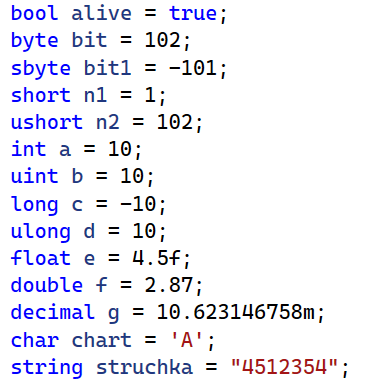 bool alive = true;
byte bit = 102;
sbyte bit1 = -101;
short n1 = 1;
ushort n2 = 102;
int a = 10;
uint b = 10;
long c = -10;
ulong d = 10;
float e = 4.5f;
double f = 2.87;
decimal g = 10.623146758m;
char chart = 'A';
string struchka = "4512354";